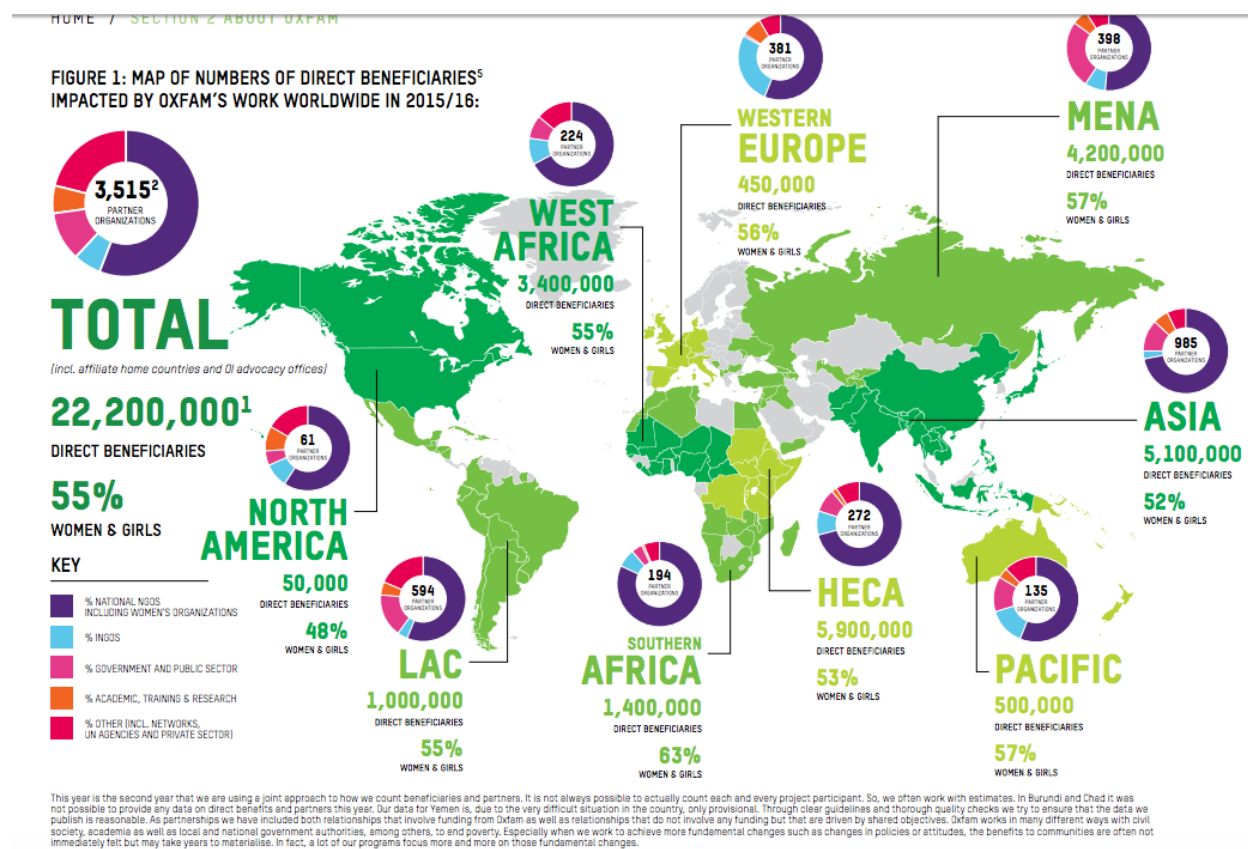 HOME / SECTION 2 ABOUT OXFAM
FIGURE 1: MAP OF NUMBERS OF DIRECT BENEFICIARIES⁵
IMPACTED BY OXFAM'S WORK WORLDWIDE IN 2015/16:
3,515²
PARTNER
ORGANIZATIONS
TOTAL
(incl. affiliate home countries and OI advocacy offices)
22,200,000¹
DIRECT BENEFICIARIES
55%
WOMEN & GIRLS
KEY
% NATIONAL NGOS
INCLUDING WOMEN'S ORGANIZATIONS
% INGOS
% GOVERNMENT AND PUBLIC SECTOR
% ACADEMIC, TRAINING & RESEARCH
% OTHER (INCL. NETWORKS,
UN AGENCIES AND PRIVATE SECTOR)
224
PARTNER
ORGANIZATIONS
WEST
AFRICA
3,400,000
DIRECT BENEFICIARIES
55%
WOMEN & GIRLS
381
PARTNER
ORGANIZATIONS
WESTERN
EUROPE
450,000
DIRECT BENEFICIARIES
56%
WOMEN & GIRLS
398
PARTNER
ORGANIZATIONS
MENA
4,200,000
DIRECT BENEFICIARIES
57%
WOMEN & GIRLS
985
PARTNER
ORGANIZATIONS
ASIA
5,100,000
DIRECT BENEFICIARIES
52%
WOMEN & GIRLS
61
PARTNER
ORGANIZATIONS
NORTH
AMERICA
50,000
DIRECT BENEFICIARIES
48%
WOMEN & GIRLS
594
PARTNER
ORGANIZATIONS
LAC
1,000,000
DIRECT BENEFICIARIES
55%
WOMEN & GIRLS
194
PARTNER
ORGANIZATIONS
SOUTHERN
AFRICA
1,400,000
DIRECT BENEFICIARIES
63%
WOMEN & GIRLS
272
PARTNER
ORGANIZATIONS
HECA
5,900,000
DIRECT BENEFICIARIES
53%
WOMEN & GIRLS
135
PARTNER
ORGANIZATIONS
PACIFIC
500,000
DIRECT BENEFICIARIES
57%
WOMEN & GIRLS
This year is the second year that we are using a joint approach to how we count beneficiaries and partners. It is not always possible to actually count each and every project participant. So, we often work with estimates. In Burundi and Chad it was
not possible to provide any data on direct benefits and partners this year. Our data for Yemen is, due to the very difficult situation in the country, only provisional. Through clear guidelines and thorough quality checks we try to ensure that the data we
publish is reasonable. As partnerships we have included both relationships that involve funding from Oxfam as well as relationships that do not involve any funding but that are driven by shared objectives. Oxfam works in many different ways with civil
society, academia as well as local and national government authorities, among others, to end poverty. Especially when we work to achieve more fundamental changes such as changes in policies or attitudes, the benefits to communities are often not
immediately felt but may take years to materialise. In fact, a lot of our programs focus more and more on those fundamental changes.